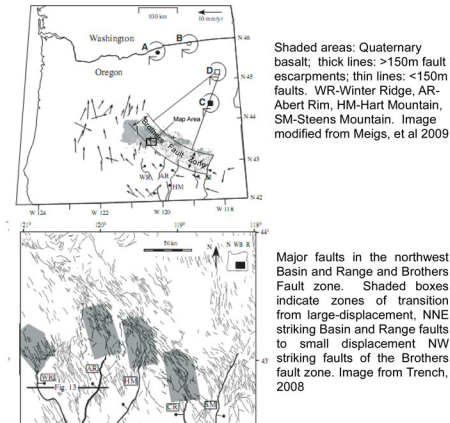 100 km
10 mm/yr
Washington
A
B
N 46
Oregon
D
N 45
C
N 44
Map Area
Brothers Fault Zone
N 43
WR
AR
HM
N 42
W 124
W 122
W 120
W 118
Shaded areas: Quaternary
basalt; thick lines: >150m fault
escarpments; thin lines: <150m
faults. WR-Winter Ridge, AR-
Abert Rim, HM-Hart Mountain,
SM-Steens Mountain. Image
modified from Meigs, et al 2009
121°
120°
119°
118°
44°
50 km
N
N WB R
43°
WR
AR
HM
Fig. 13
CR
SM
Major faults in the northwest
Basin and Range and Brothers
Fault zone. Shaded boxes
indicate zones of transition
from large-displacement, NNE
striking Basin and Range faults
to small displacement NW
striking faults of the Brothers
fault zone. Image from Trench,
2008